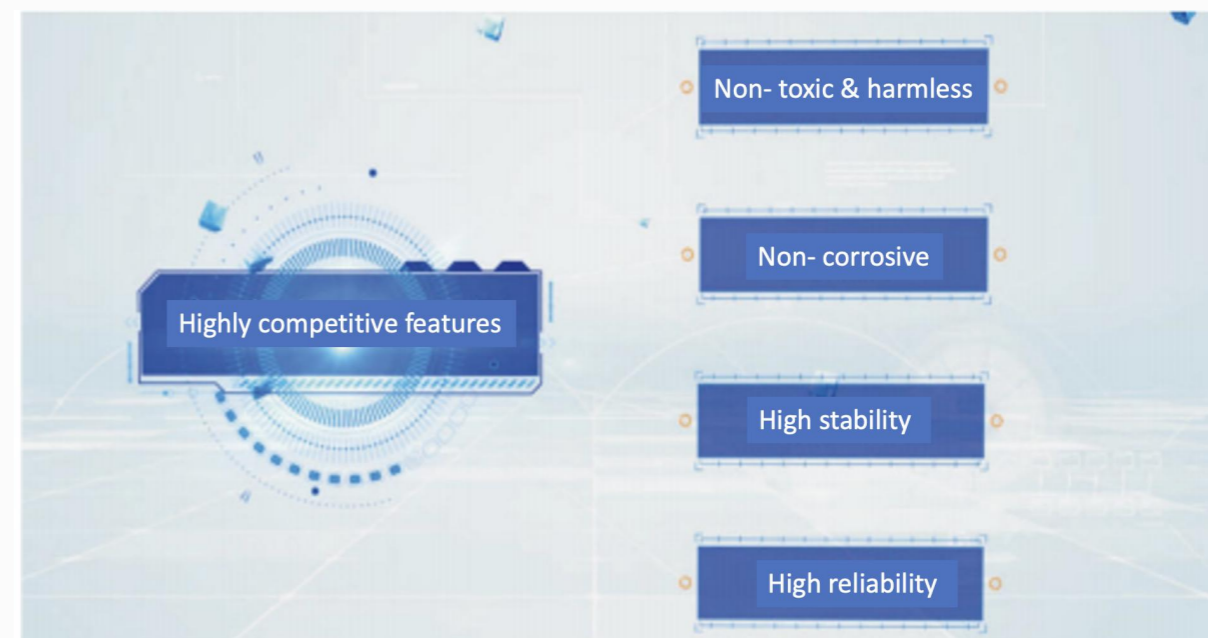 Highly competitive features
Non- toxic & harmless
Non- corrosive
High stability
High reliability